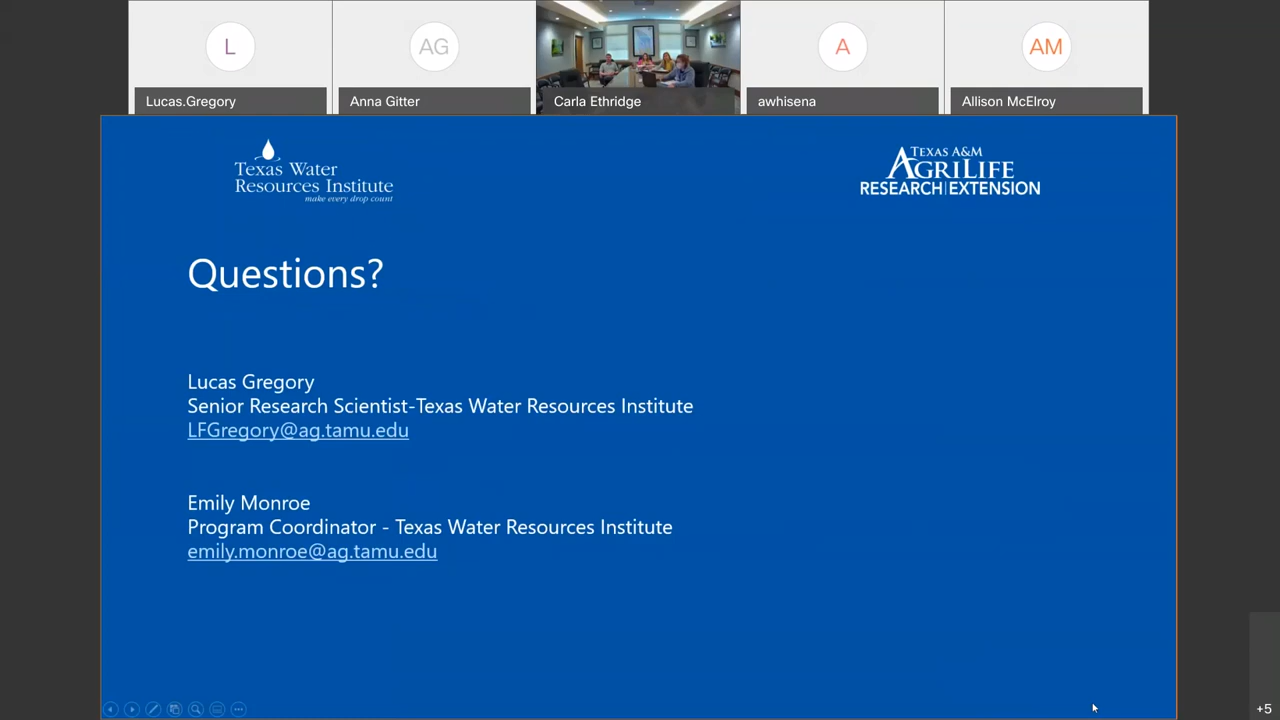 L
AG
A
AM
Lucas.Gregory
Anna Gitter
Carla Ethridge
awhisena
Allison McElroy
Texas Water
Resources Institute
make every drop count
TEXAS A&M
AGRILIFE
RESEARCH | EXTENSION
Questions?
Lucas Gregory
Senior Research Scientist-Texas Water Resources Institute
LFGregory@ag.tamu.edu
Emily Monroe
Program Coordinator - Texas Water Resources Institute
emily.monroe@ag.tamu.edu
+5